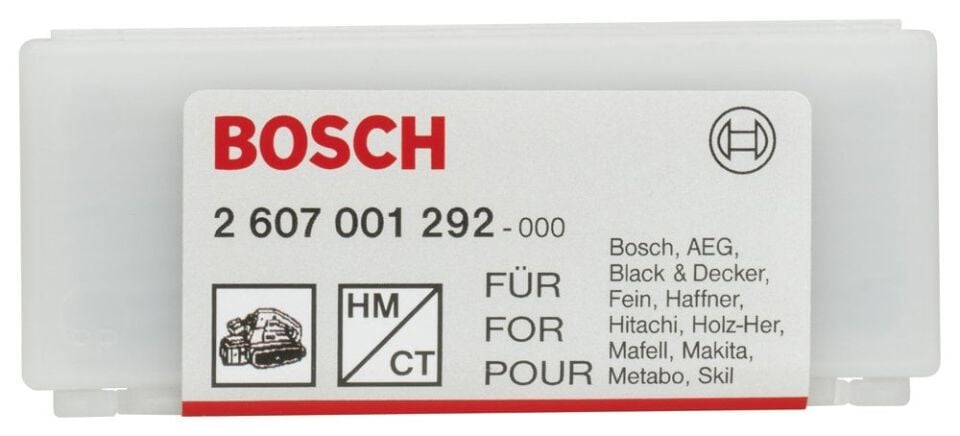 BOSCH
2 607 001 292 - 000
HM
CT
FÜR
FOR
POUR
Bosch, AEG,
Black & Decker,
Fein, Haffner,
Hitachi, Holz-Her,
Mafell, Makita,
Metabo, Skil